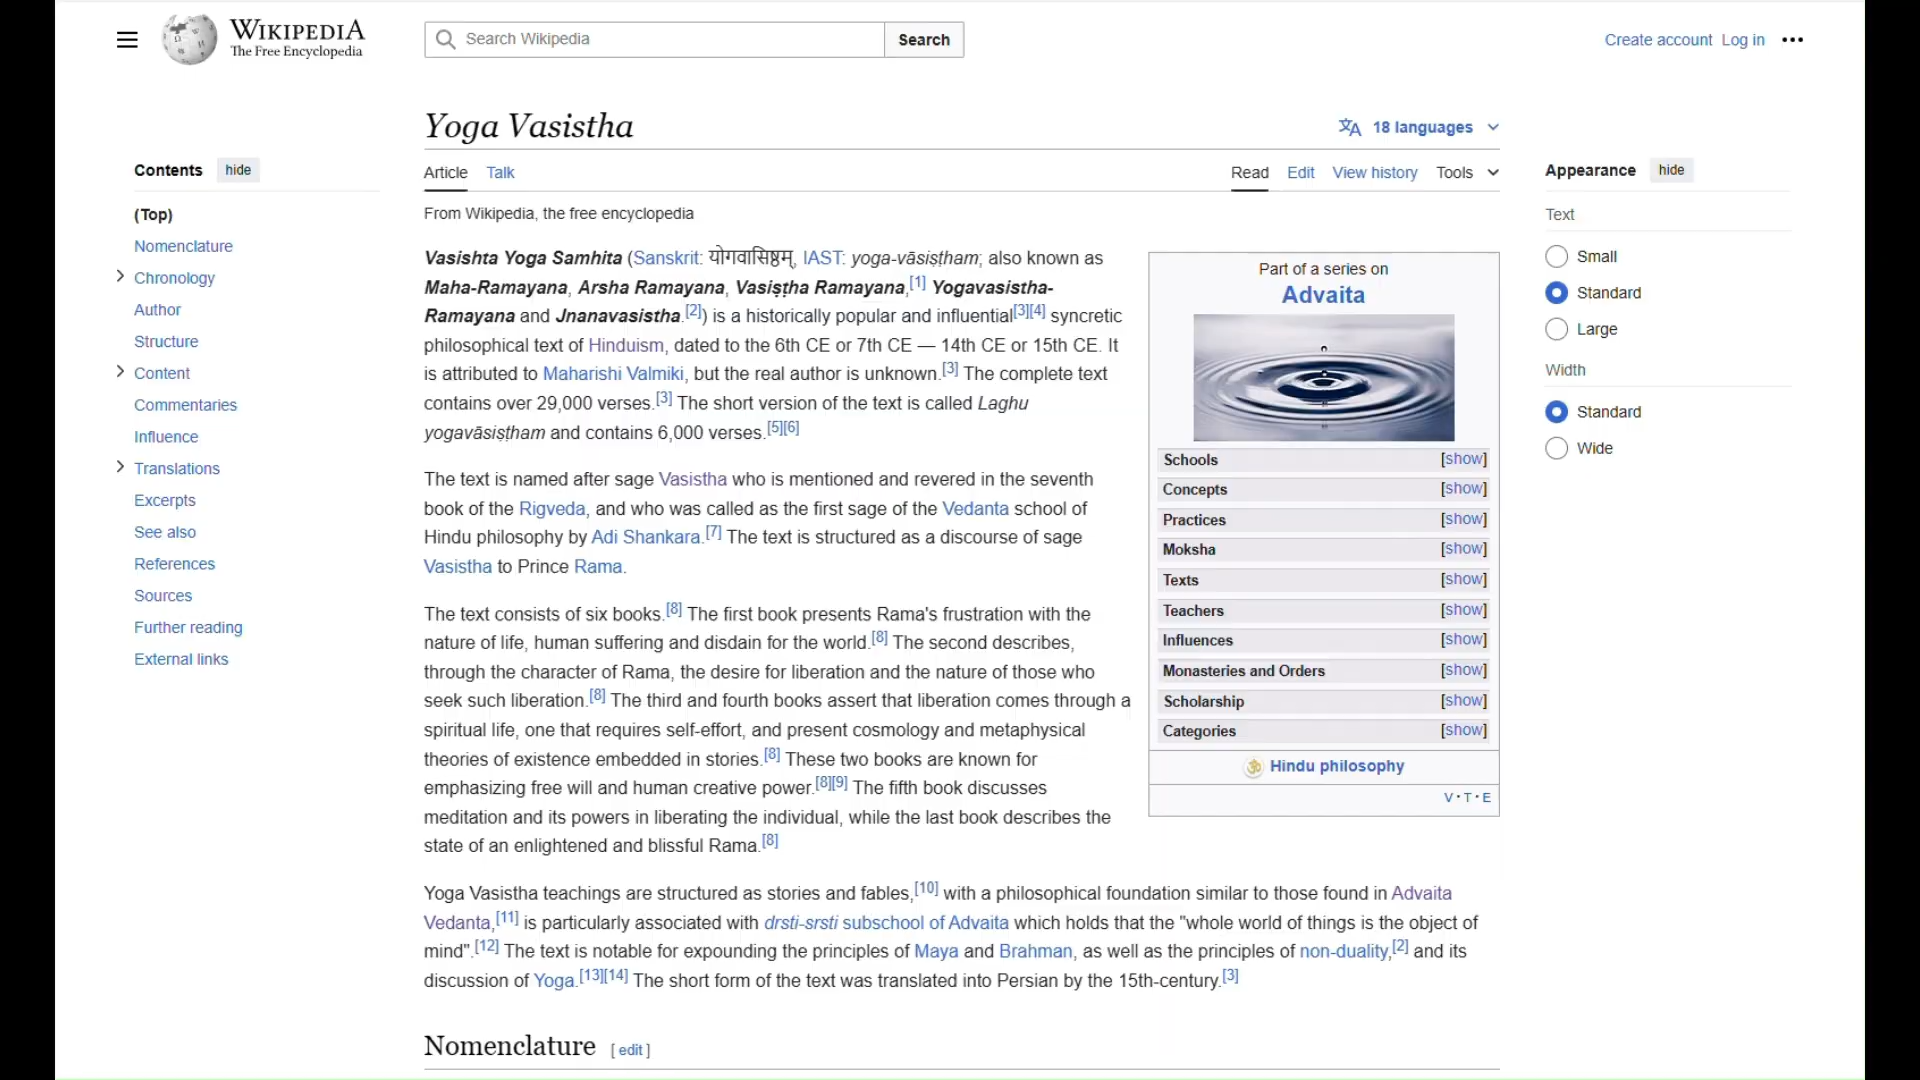 WIKIPEDIA
The Free Encyclopedia
Search Wikipedia
Search
Create account Log in
Yoga Vasistha
18 languages
Contents hide
(Top)
Nomenclature
Chronology
Author
Structure
Content
Commentaries
Influence
Translations
Excerpts
See also
References
Sources
Further reading
External links
Article Talk
Read Edit View history Tools
From Wikipedia, the free encyclopedia
Vasishta Yoga Samhita (Sanskrit: योगवासिष्ठम्, IAST: yoga-vāsiṣṭham; also known as
Maha-Ramayana, Arsha Ramayana, Vasiṣṭha Ramayana,[1] Yogavasistha-
Ramayana and Jnanavasistha.[2]) is a historically popular and influential[3][4] syncretic
philosophical text of Hinduism, dated to the 6th CE or 7th CE — 14th CE or 15th CE. It
is attributed to Maharishi Valmiki, but the real author is unknown.[3] The complete text
contains over 29,000 verses.[3] The short version of the text is called Laghu
yogavāsiṣṭham and contains 6,000 verses.[5][6]
The text is named after sage Vasistha who is mentioned and revered in the seventh
book of the Rigveda, and who was called as the first sage of the Vedanta school of
Hindu philosophy by Adi Shankara.[7] The text is structured as a discourse of sage
Vasistha to Prince Rama.
The text consists of six books.[8] The first book presents Rama's frustration with the
nature of life, human suffering and disdain for the world.[8] The second describes,
through the character of Rama, the desire for liberation and the nature of those who
seek such liberation.[8] The third and fourth books assert that liberation comes through a
spiritual life, one that requires self-effort, and present cosmology and metaphysical
theories of existence embedded in stories.[8] These two books are known for
emphasizing free will and human creative power.[8][9] The fifth book discusses
meditation and its powers in liberating the individual, while the last book describes the
state of an enlightened and blissful Rama.[8]
Yoga Vasistha teachings are structured as stories and fables,[10] with a philosophical foundation similar to those found in Advaita
Vedanta,[11] is particularly associated with drsti-srsti subschool of Advaita which holds that the "whole world of things is the object of
mind".[12] The text is notable for expounding the principles of Maya and Brahman, as well as the principles of non-duality,[2] and its
discussion of Yoga.[13][14] The short form of the text was translated into Persian by the 15th-century.[3]
Nomenclature [ edit ]
Part of a series on
Advaita
Schools [show]
Concepts [show]
Practices [show]
Moksha [show]
Texts [show]
Teachers [show]
Influences [show]
Monasteries and Orders [show]
Scholarship [show]
Categories [show]
Hindu philosophy
V · T · E
Appearance hide
Text
Small
Standard
Large
Width
Standard
Wide